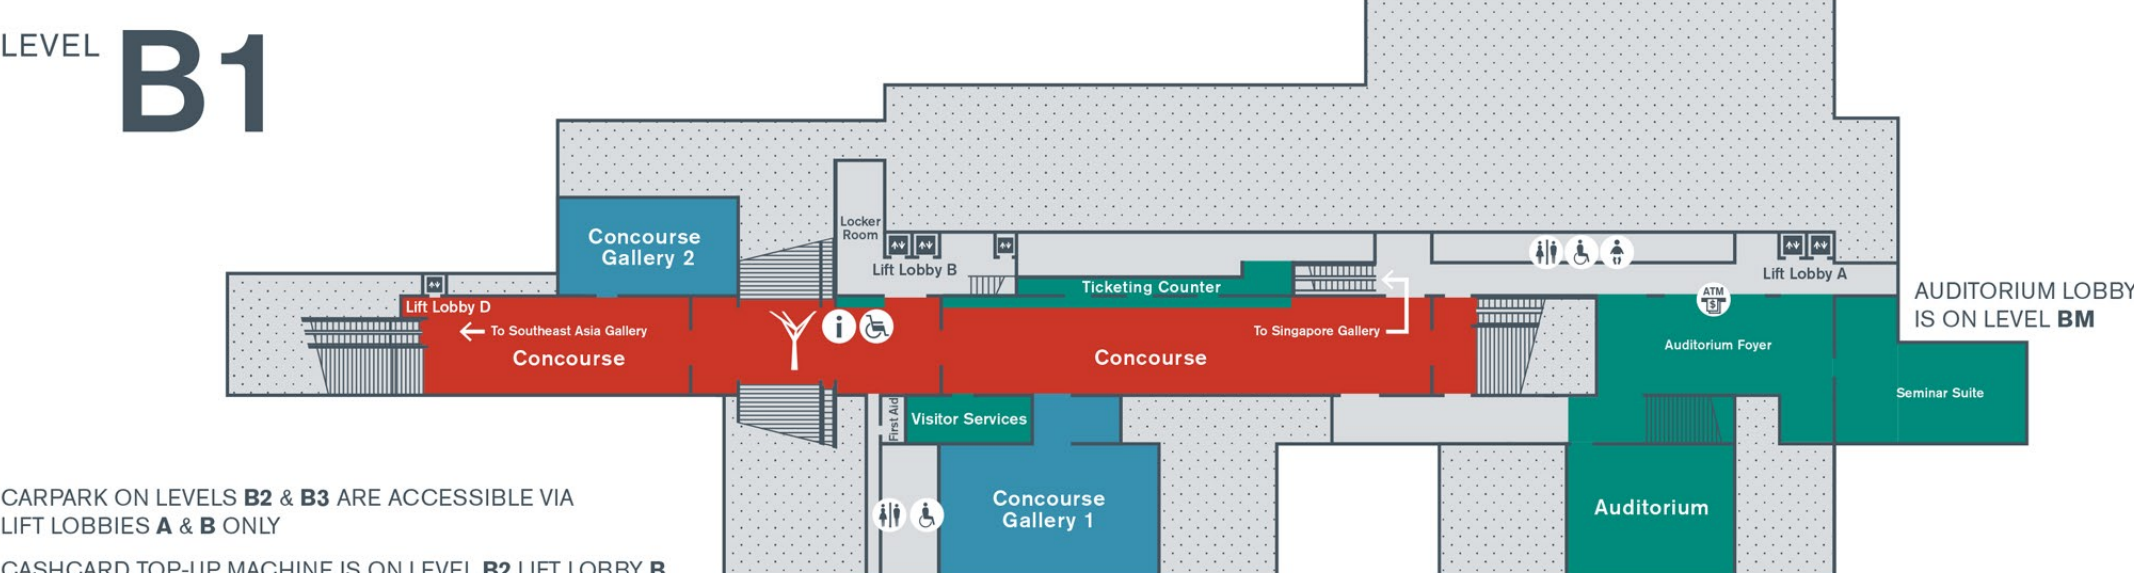 LEVEL B1
Locker
Room
Concourse
Gallery 2
Lift Lobby B
Lift Lobby A
Ticketing Counter
ATM
$
AUDITORIUM LOBBY
IS ON LEVEL BM
Lift Lobby D
To Southeast Asia Gallery
Concourse
i
To Singapore Gallery
Concourse
Auditorium Foyer
Seminar Suite
First Aid
Visitor Services
CARPARK ON LEVELS B2 & B3 ARE ACCESSIBLE VIA
LIFT LOBBIES A & B ONLY
Concourse
Gallery 1
Auditorium
CASHCARD TOP-UP MACHINE IS ON LEVEL B2 LIFT LOBBY B